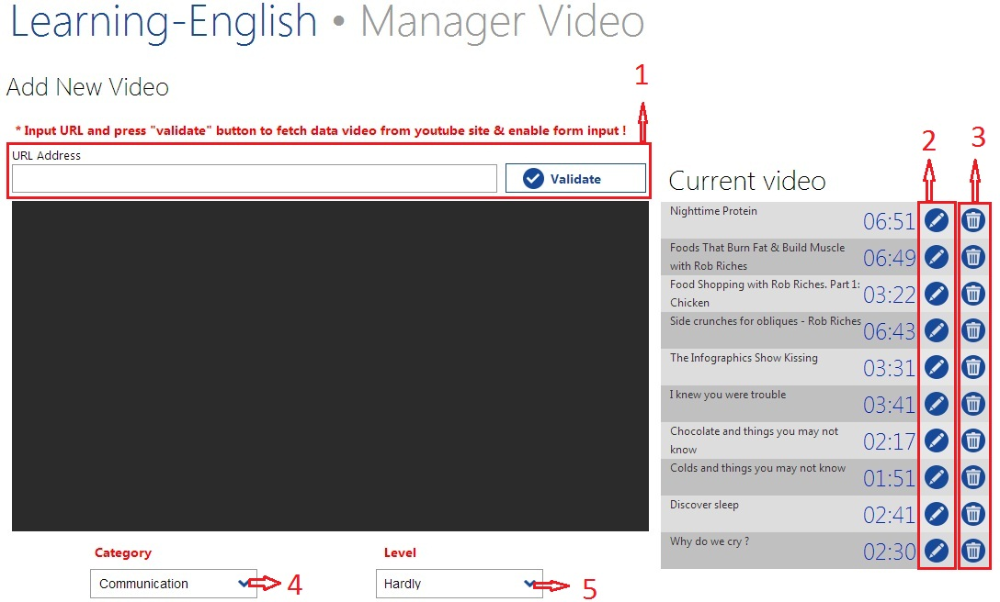 Learning-English • Manager Video
Add New Video
1
* Input URL and press "validate" button to fetch data video from youtube site & enable form input !
URL Address
Validate
2
3
Current video
Nighttime Protein
06:51
Foods That Burn Fat & Build Muscle
with Rob Riches
06:49
Food Shopping with Rob Riches. Part 1:
Chicken
03:22
Side crunches for obliques - Rob Riches
06:43
The Infographics Show Kissing
03:31
I knew you were trouble
03:41
Chocolate and things you may not
know
02:17
Colds and things you may not know
01:51
Discover sleep
02:41
Why do we cry ?
02:30
Category
Level
Communication
4
Hardly
5